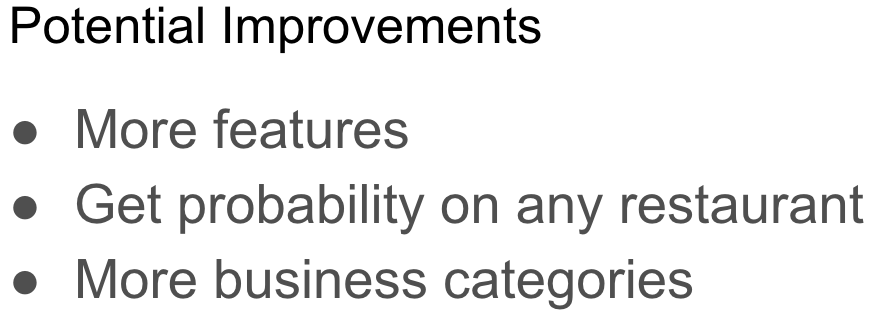 Potential Improvements
● More features
● Get probability on any restaurant
● More business categories